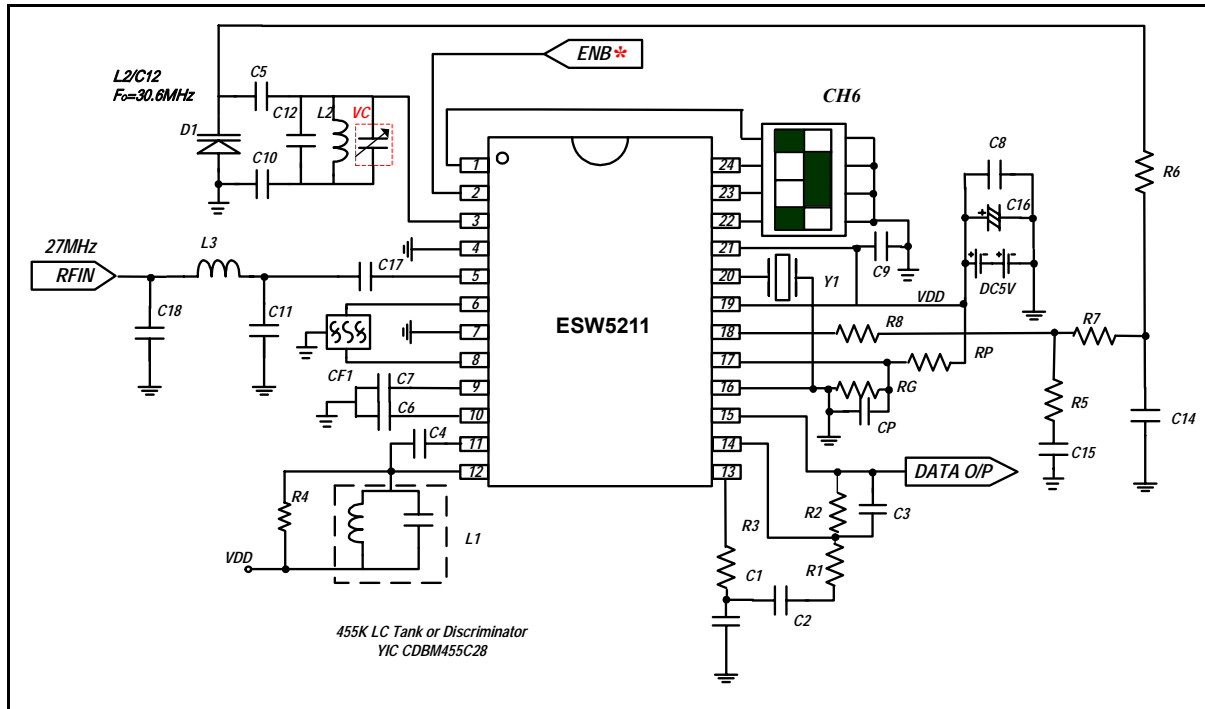 ENB*
L2/C12
Fo=30.6MHz
C5
C12
L2
VC
D1
C10
CH6
C8
C16
DC5V
R6
1
2
3
4
5
6
7
8
9
10
11
12
24
23
22
21
20
19
18
17
16
15
14
13
ESW5211
27MHz
RFIN
L3
C17
C18
C11
CF1
C7
C6
C4
R4
L1
VDD
455K LC Tank or Discriminator
YIC CDBM455C28
C9
Y1
VDD
R8
R7
RP
RG
CP
R5
C15
C14
DATA O/P
R2
C3
R3
R1
C1
C2